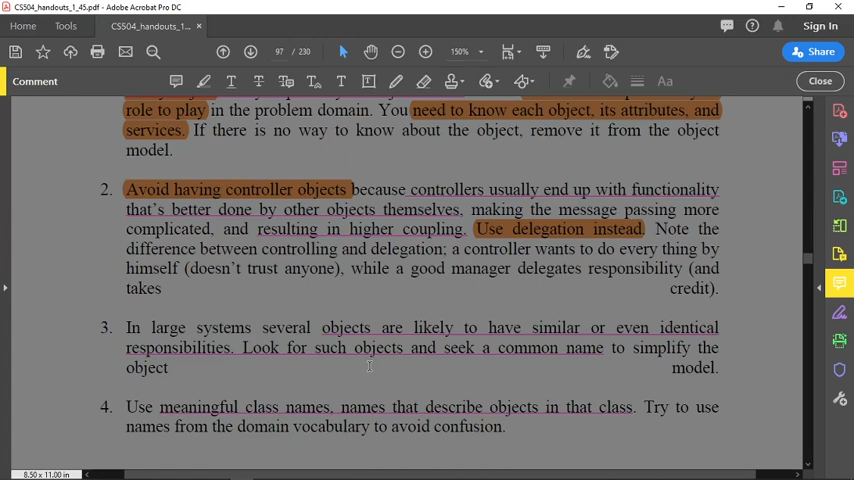 CS504_handouts_1_45.pdf - Adobe Acrobat Pro DC
Home Tools CS504_handouts_1... × Sign In
97 / 230 150% Share
Comment Aa Close
role to play in the problem domain. You need to know each object, its attributes, and
services. If there is no way to know about the object, remove it from the object
model.
2. Avoid having controller objects because controllers usually end up with functionality
that's better done by other objects themselves, making the message passing more
complicated, and resulting in higher coupling. Use delegation instead. Note the
difference between controlling and delegation; a controller wants to do every thing by
himself (doesn't trust anyone), while a good manager delegates responsibility (and
takes credit).
3. In large systems several objects are likely to have similar or even identical
responsibilities. Look for such objects and seek a common name to simplify the
object model.
4. Use meaningful class names, names that describe objects in that class. Try to use
names from the domain vocabulary to avoid confusion.
8.50 x 11.00 in